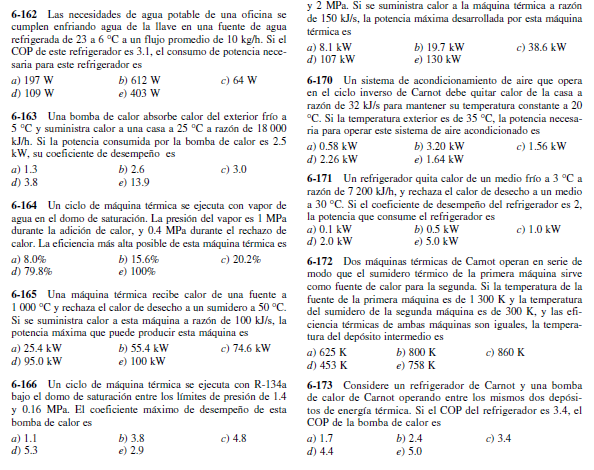 6-162 Las necesidades de agua potable de una oficina se
cumplen enfriando agua de la llave en una fuente de agua
refrigerada de 23 a 6 °C a un flujo promedio de 10 kg/h. Si el
COP de este refrigerador es 3.1, el consumo de potencia nece-
saria para este refrigerador es
a) 197 W b) 612 W c) 64 W
d) 109 W e) 403 W
6-163 Una bomba de calor absorbe calor del exterior frío a
5 °C y suministra calor a una casa a 25 °C a razón de 18 000
kJ/h. Si la potencia consumida por la bomba de calor es 2.5
kW, su coeficiente de desempeño es
a) 1.3 b) 2.6 c) 3.0
d) 3.8 e) 13.9
6-164 Un ciclo de máquina térmica se ejecuta con vapor de
agua en el domo de saturación. La presión del vapor es 1 MPa
durante la adición de calor, y 0.4 MPa durante el rechazo de
calor. La eficiencia más alta posible de esta máquina térmica es
a) 8.0% b) 15.6% c) 20.2%
d) 79.8% e) 100%
6-165 Una máquina térmica recibe calor de una fuente a
1 000 °C y rechaza el calor de desecho a un sumidero a 50 °C.
Si se suministra calor a esta máquina a razón de 100 kJ/s, la
potencia máxima que puede producir esta máquina es
a) 25.4 kW b) 55.4 kW c) 74.6 kW
d) 95.0 kW e) 100 kW
6-166 Un ciclo de máquina térmica se ejecuta con R-134a
bajo el domo de saturación entre los límites de presión de 1.4
y 0.16 MPa. El coeficiente máximo de desempeño de esta
bomba de calor es
a) 1.1 b) 3.8 c) 4.8
d) 5.3 e) 2.9
y 2 MPa. Si se suministra calor a la máquina térmica a razón
de 150 kJ/s, la potencia máxima desarrollada por esta máquina
térmica es
a) 8.1 kW b) 19.7 kW c) 38.6 kW
d) 107 kW e) 130 kW
6-170 Un sistema de acondicionamiento de aire que opera
en el ciclo inverso de Carnot debe quitar calor de la casa a
razón de 32 kJ/s para mantener su temperatura constante a 20
°C. Si la temperatura exterior es de 35 °C, la potencia necesa-
ria para operar este sistema de aire acondicionado es
a) 0.58 kW b) 3.20 kW c) 1.56 kW
d) 2.26 kW e) 1.64 kW
6-171 Un refrigerador quita calor de un medio frío a 3 °C a
razón de 7 200 kJ/h, y rechaza el calor de desecho a un medio
a 30 °C. Si el coeficiente de desempeño del refrigerador es 2,
la potencia que consume el refrigerador es
a) 0.1 kW b) 0.5 kW c) 1.0 kW
d) 2.0 kW e) 5.0 kW
6-172 Dos máquinas térmicas de Carnot operan en serie de
modo que el sumidero térmico de la primera máquina sirve
como fuente de calor para la segunda. Si la temperatura de la
fuente de la primera máquina es de 1 300 K y la temperatura
del sumidero de la segunda máquina es de 300 K, y las efi-
ciencia térmicas de ambas máquinas son iguales, la tempera-
tura del depósito intermedio es
a) 625 K b) 800 K c) 860 K
d) 453 K e) 758 K
6-173 Considere un refrigerador de Carnot y una bomba
de calor de Carnot operando entre los mismos dos depósi-
tos de energía térmica. Si el COP del refrigerador es 3.4, el
COP de la bomba de calor es
a) 1.7 b) 2.4 c) 3.4
d) 4.4 e) 5.0